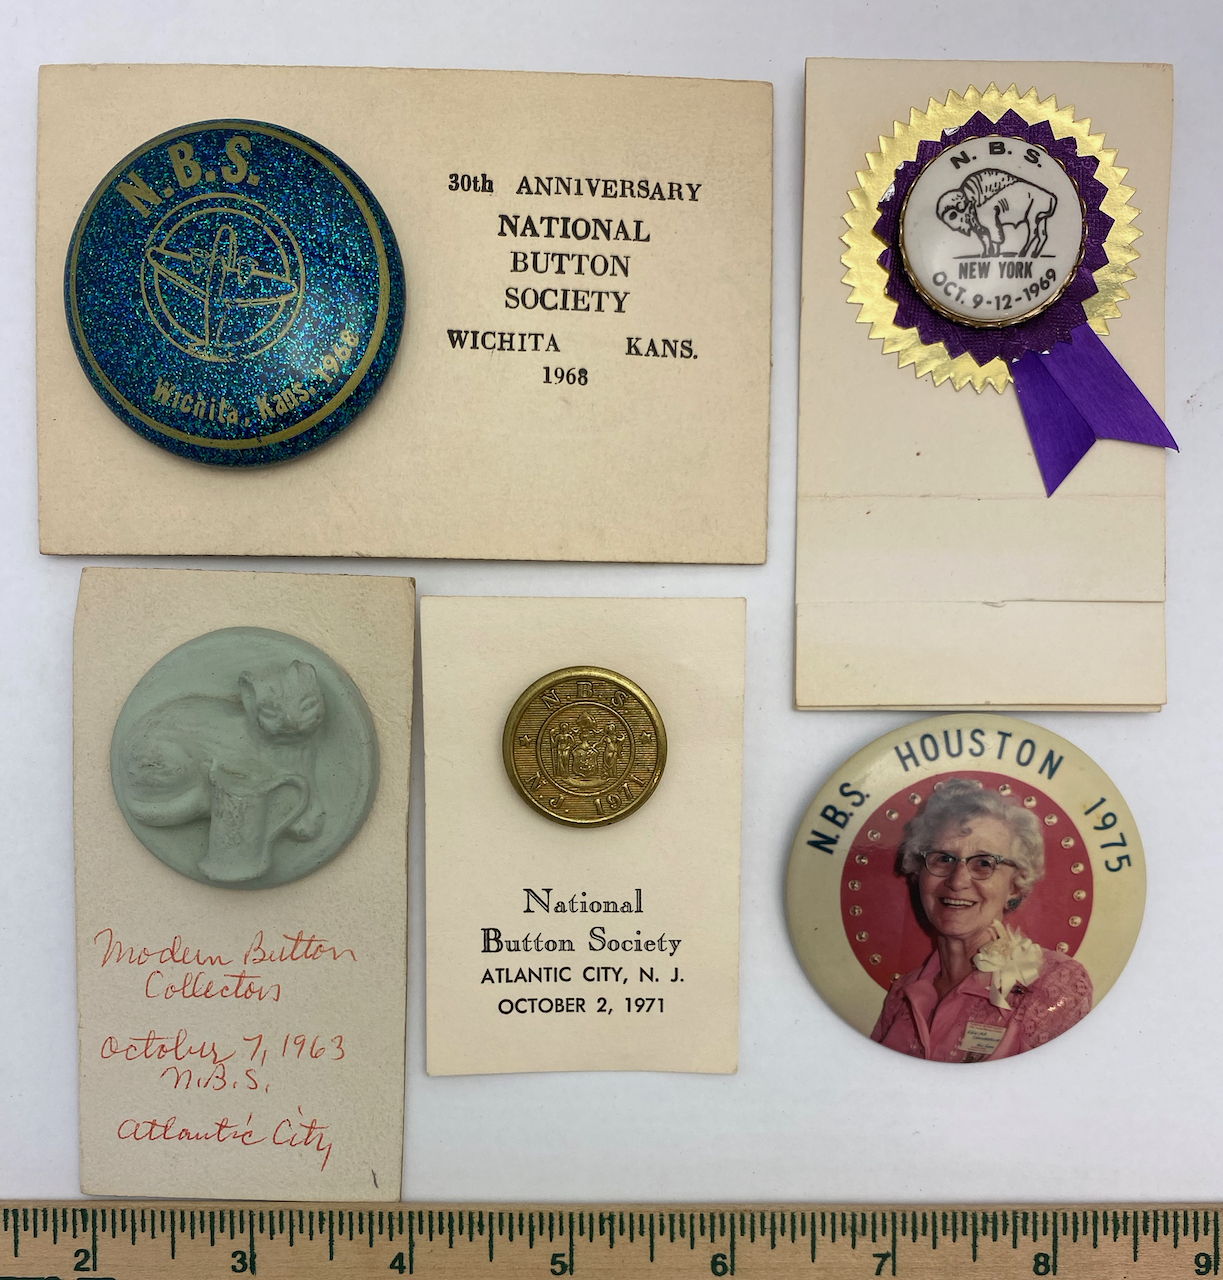 N.B.S.
Wichita, Kans. 1968
30th ANN1VERSARY
NATIONAL
BUTTON
SOCIETY
WICHITA KANS.
1968
N. B. S.
NEW YORK
OCT. 9-12-1969
Modern Button
Collectors
October 7, 1963
N.B.S.
Atlantic City
N.B.S.
N.J. 1971
National
Button Society
ATLANTIC CITY, N. J.
OCTOBER 2, 1971
N.B.S. HOUSTON 1975
2 3 4 5 6 7 8 9